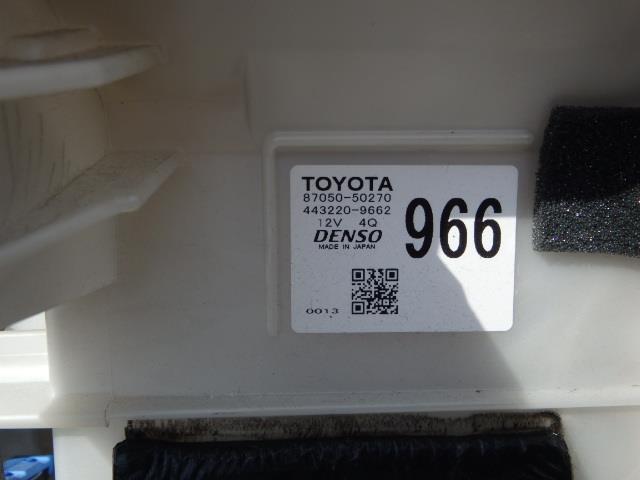 TOYOTA
87050-50270
443220-9662
12V 4Q
DENSO
MADE IN JAPAN
966
0013